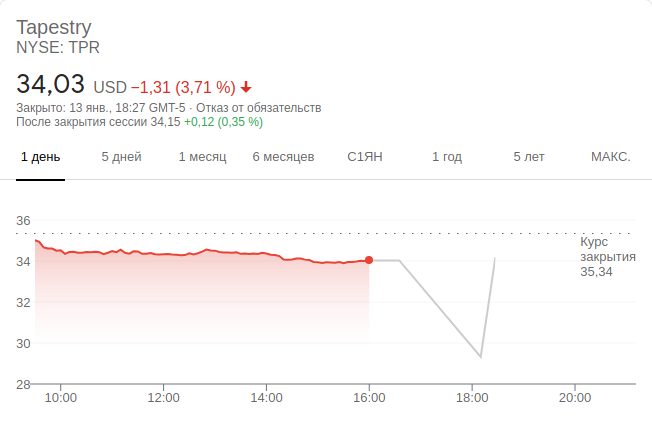 Tapestry
NYSE: TPR
34,03 USD −1,31 (3,71 %)
Закрыто: 13 янв., 18:27 GMT-5 · Отказ от обязательств
После закрытия сессии 34,15 +0,12 (0,35 %)
1 день 5 дней 1 месяц 6 месяцев С1ЯН 1 год 5 лет МАКС.
36
Курс
закрытия
35,34
34
32
30
28
10:00 12:00 14:00 16:00 18:00 20:00